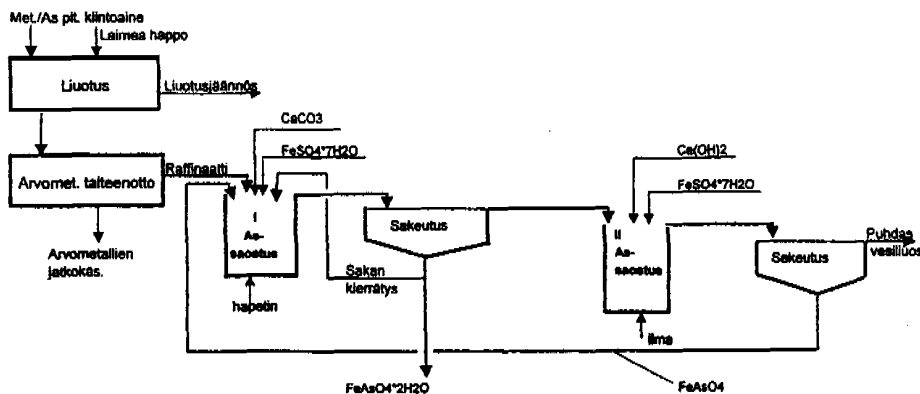 Met./As pit. kiintoaine
Laimea happo
Liuotus
Liuotusjäännös
CaCO3
FeSO4*7H2O
Raffinaatti
Arvomet. talteenotto
I
As-
saostus
Sakeutus
Ca(OH)2
FeSO4*7H2O
II
As-
saostus
Sakeutus
Puhdas
vesiliuos
Arvometallien
jatkokäs.
Sakan
kierrätys
hapetin
ilma
FeAsO4*2H2O
FeAsO4